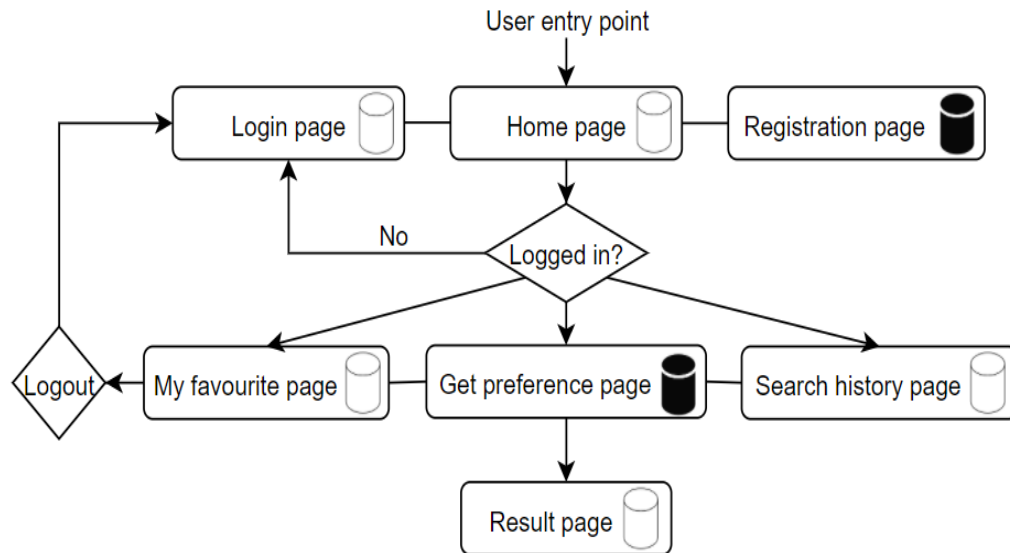 User entry point
Login page
Home page
Registration page
No
Logged in?
Logout
My favourite page
Get preference page
Search history page
Result page